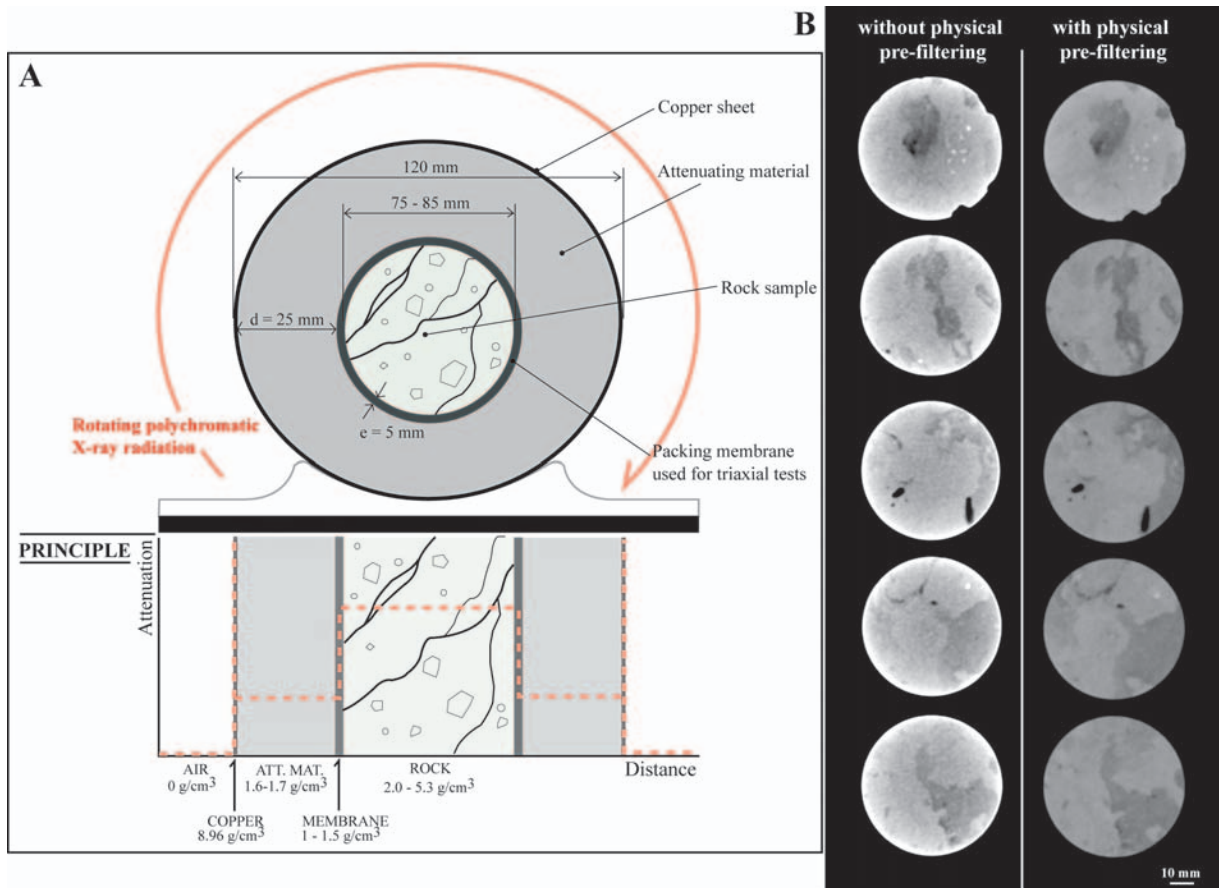 A
Copper sheet
120 mm
Attenuating material
75 - 85 mm
Rock sample
d = 25 mm
e = 5 mm
Rotating polychromatic
X-ray radiation
Packing membrane
used for triaxial tests
PRINCIPLE
Attenuation
Distance
AIR
0 g/cm³
ATT. MAT.
1.6-1.7 g/cm³
ROCK
2.0 - 5.3 g/cm³
COPPER
8.96 g/cm³
MEMBRANE
1 - 1.5 g/cm³
B
without physical
pre-filtering
with physical
pre-filtering
10 mm